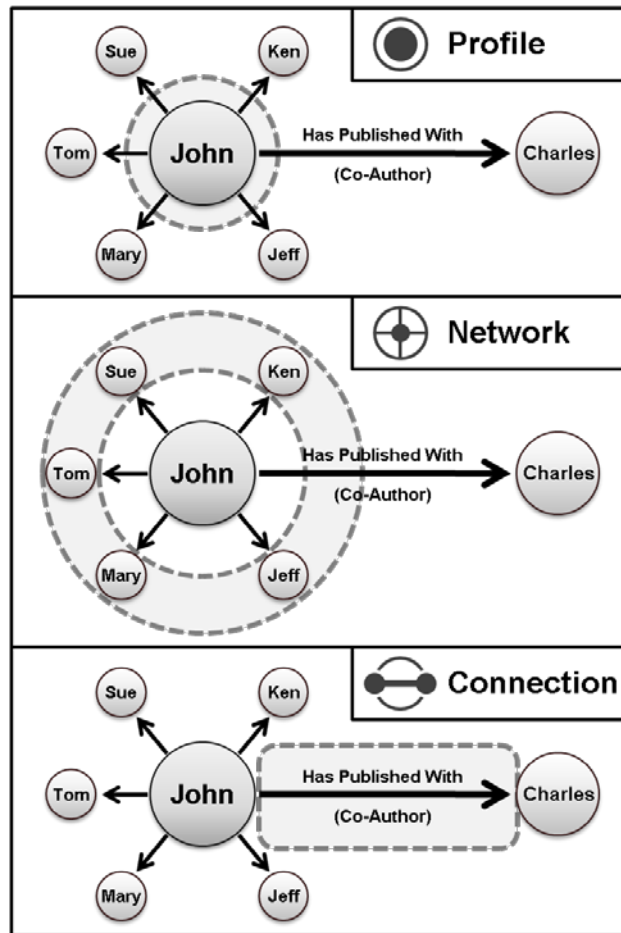 Profile
Sue
Ken
Tom
John
Has Published With
(Co-Author)
Charles
Mary
Jeff
Network
Sue
Ken
Tom
John
Has Published With
(Co-Author)
Charles
Mary
Jeff
Connection
Sue
Ken
Tom
John
Has Published With
(Co-Author)
Charles
Mary
Jeff